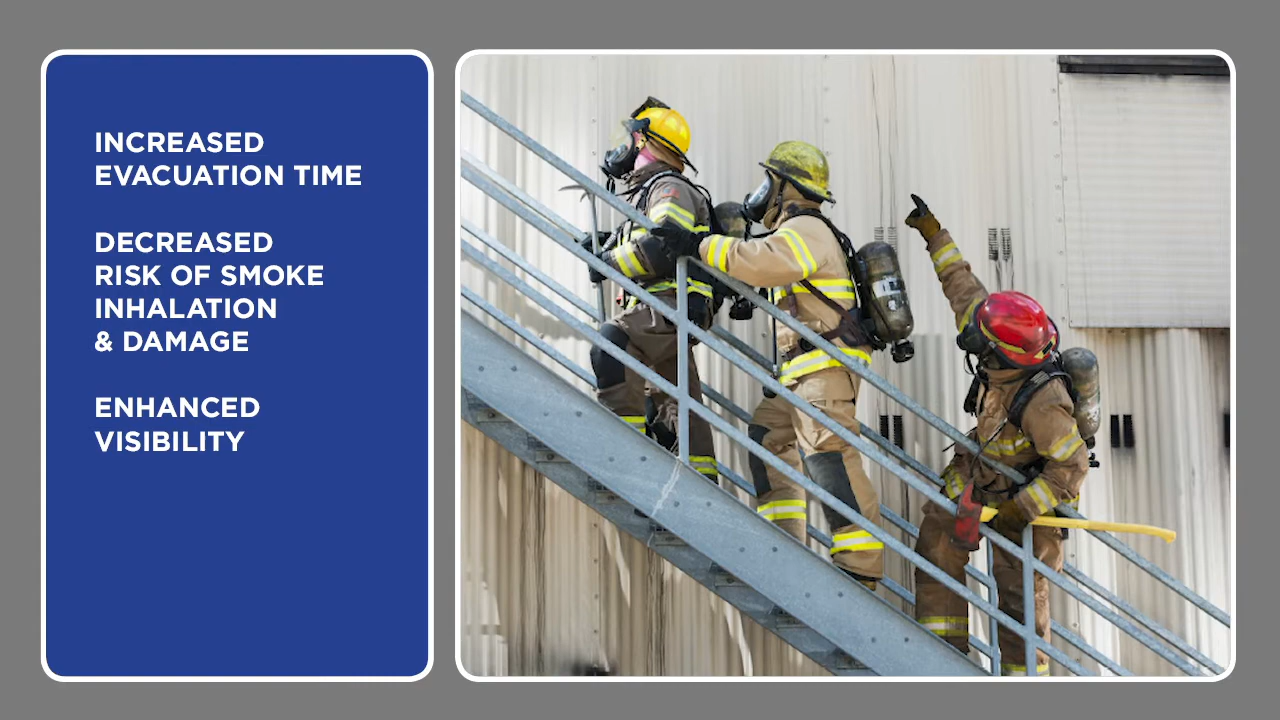 INCREASED
EVACUATION TIME
DECREASED
RISK OF SMOKE
INHALATION
& DAMAGE
ENHANCED
VISIBILITY